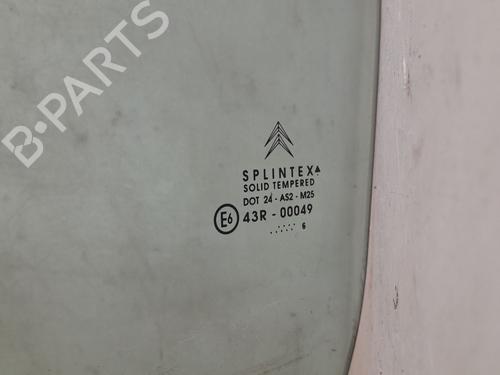 B-PARTS
SPLINTEX
SOLID TEMPERED
DOT 24 - AS2 - M25
E6 43R - 00049
6